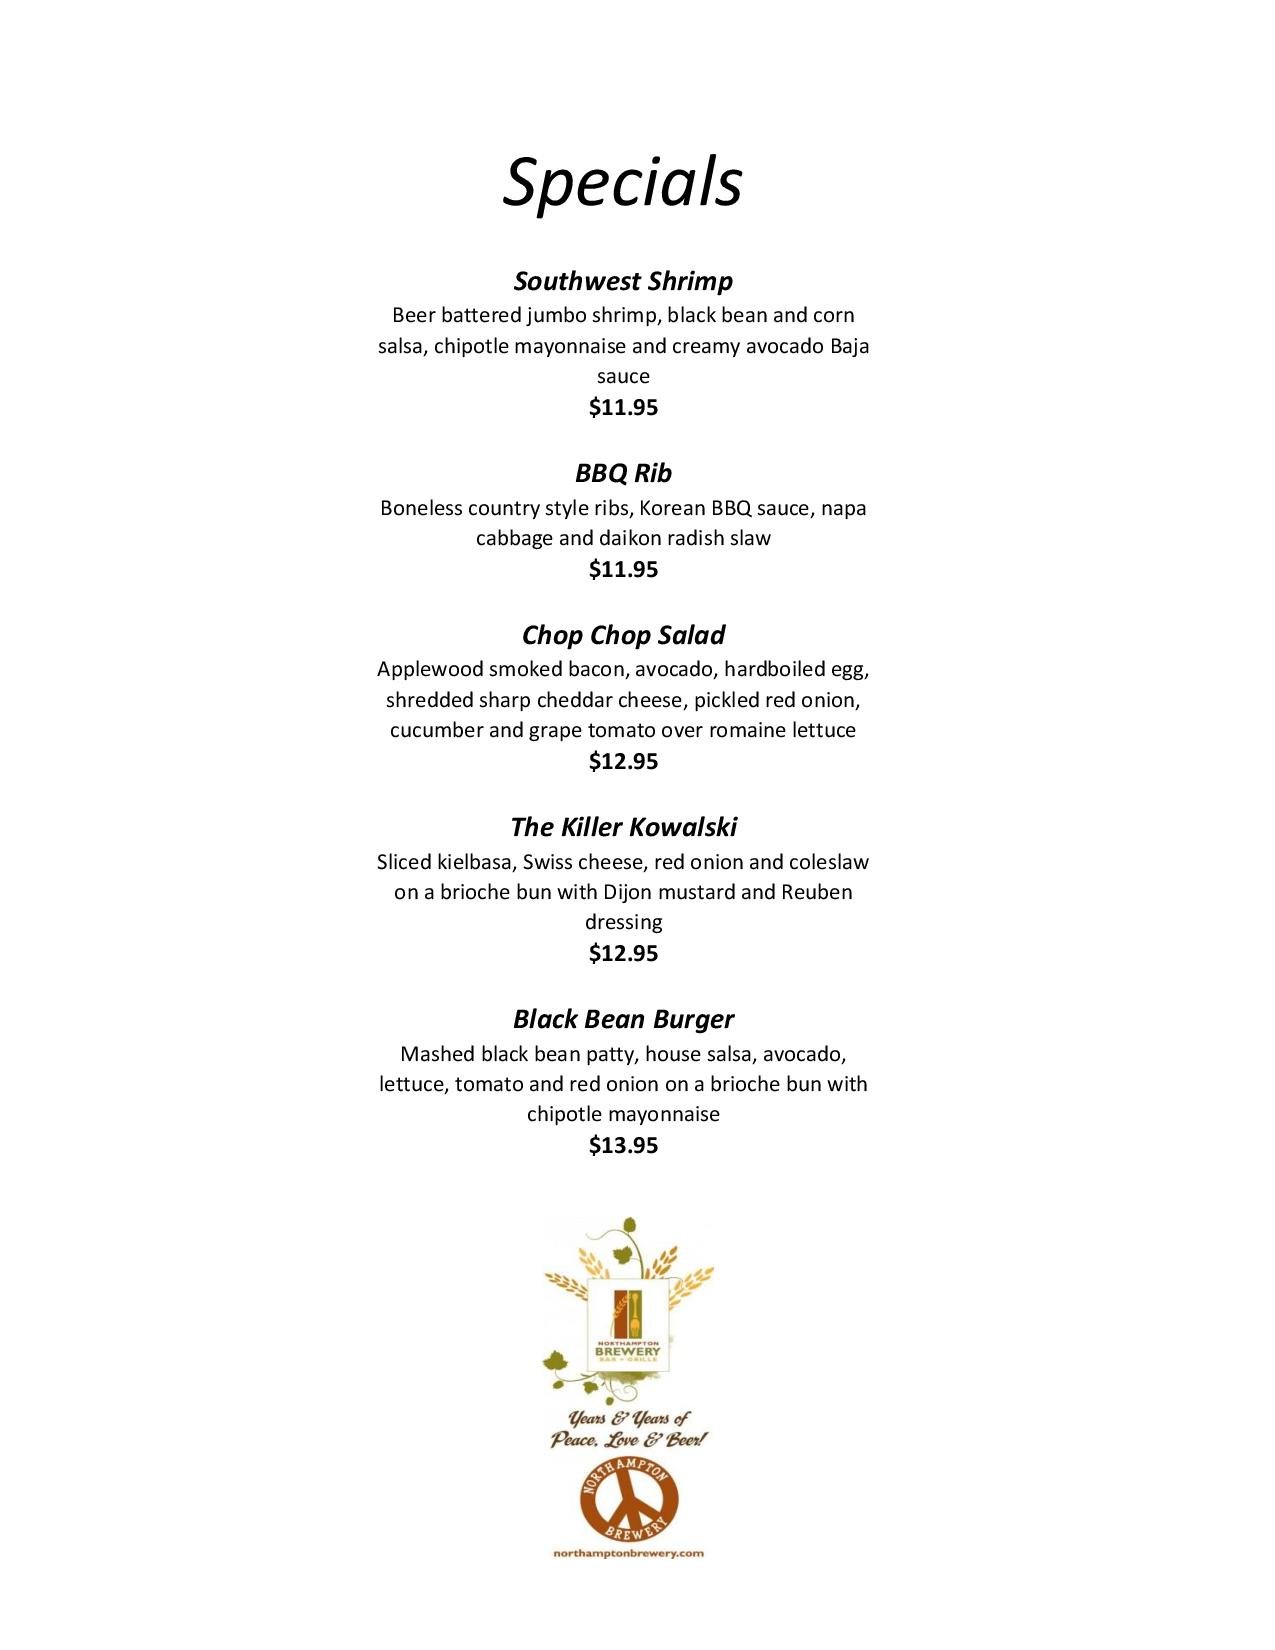 Specials
Southwest Shrimp
Beer battered jumbo shrimp, black bean and corn
salsa, chipotle mayonnaise and creamy avocado Baja
sauce
$11.95
BBQ Rib
Boneless country style ribs, Korean BBQ sauce, napa
cabbage and daikon radish slaw
$11.95
Chop Chop Salad
Applewood smoked bacon, avocado, hardboiled egg,
shredded sharp cheddar cheese, pickled red onion,
cucumber and grape tomato over romaine lettuce
$12.95
The Killer Kowalski
Sliced kielbasa, Swiss cheese, red onion and coleslaw
on a brioche bun with Dijon mustard and Reuben
dressing
$12.95
Black Bean Burger
Mashed black bean patty, house salsa, avocado,
lettuce, tomato and red onion on a brioche bun with
chipotle mayonnaise
$13.95
NORTHAMPTON
BREWERY
BAR + GRILLE
Years & Years of
Peace, Love & Beer!
NORTHAMPTON
BREWERY
northamptonbrewery.com